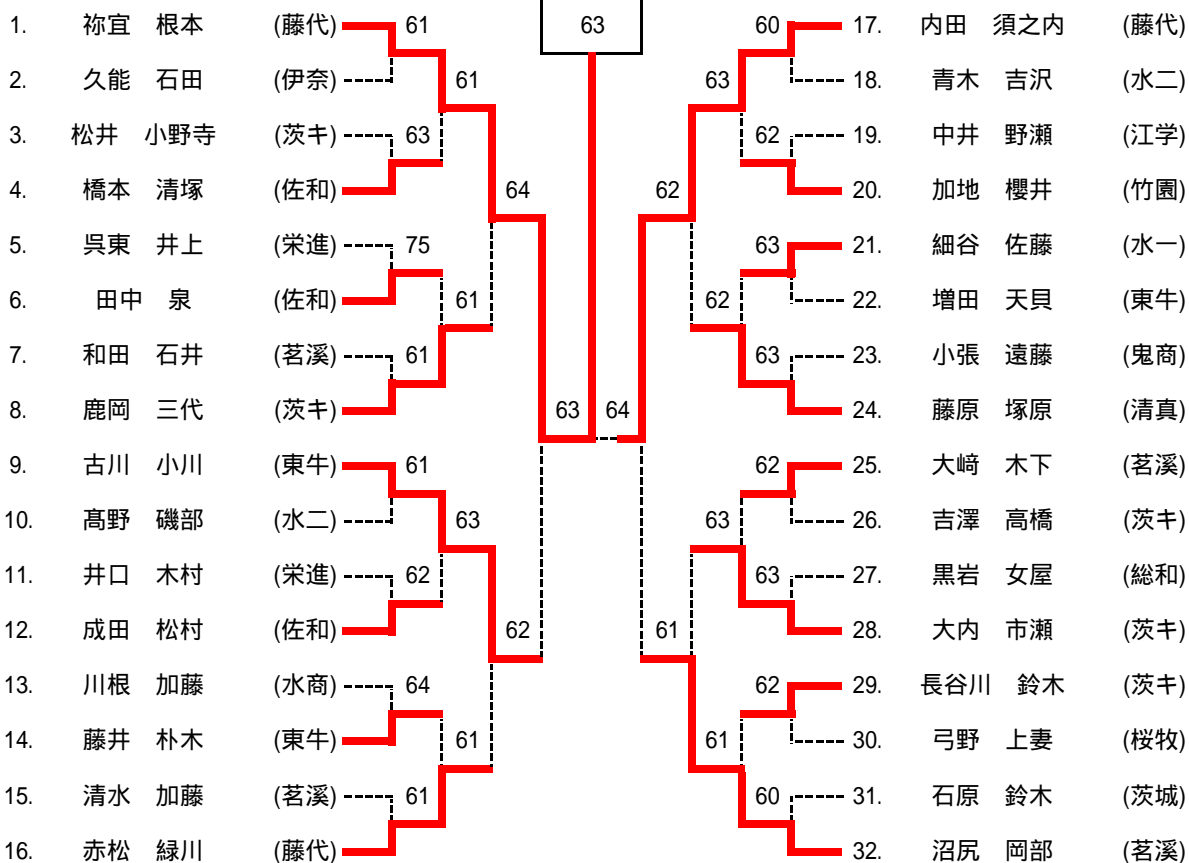 63
1. 祢宜 根本 (藤代) 61 60 17. 内田 須之内 (藤代)
2. 久能 石田 (伊奈) 61 63 18. 青木 吉沢 (水二)
3. 松井 小野寺 (茨キ) 63 62 19. 中井 野瀬 (江学)
4. 橋本 清塚 (佐和) 64 62 20. 加地 櫻井 (竹園)
5. 呉東 井上 (栄進) 75 63 21. 細谷 佐藤 (水一)
6. 田中 泉 (佐和) 61 62 22. 増田 天貝 (東牛)
7. 和田 石井 (茗溪) 61 63 23. 小張 遠藤 (鬼商)
8. 鹿岡 三代 (茨キ) 63 64 24. 藤原 塚原 (清真)
9. 古川 小川 (東牛) 61 62 25. 大﨑 木下 (茗溪)
10. 髙野 磯部 (水二) 63 63 26. 吉澤 高橋 (茨キ)
11. 井口 木村 (栄進) 62 63 27. 黒岩 女屋 (総和)
12. 成田 松村 (佐和) 62 61 28. 大内 市瀬 (茨キ)
13. 川根 加藤 (水商) 64 62 29. 長谷川 鈴木 (茨キ)
14. 藤井 朴木 (東牛) 61 61 30. 弓野 上妻 (桜牧)
15. 清水 加藤 (茗溪) 61 60 31. 石原 鈴木 (茨城)
16. 赤松 緑川 (藤代) 32. 沼尻 岡部 (茗溪)